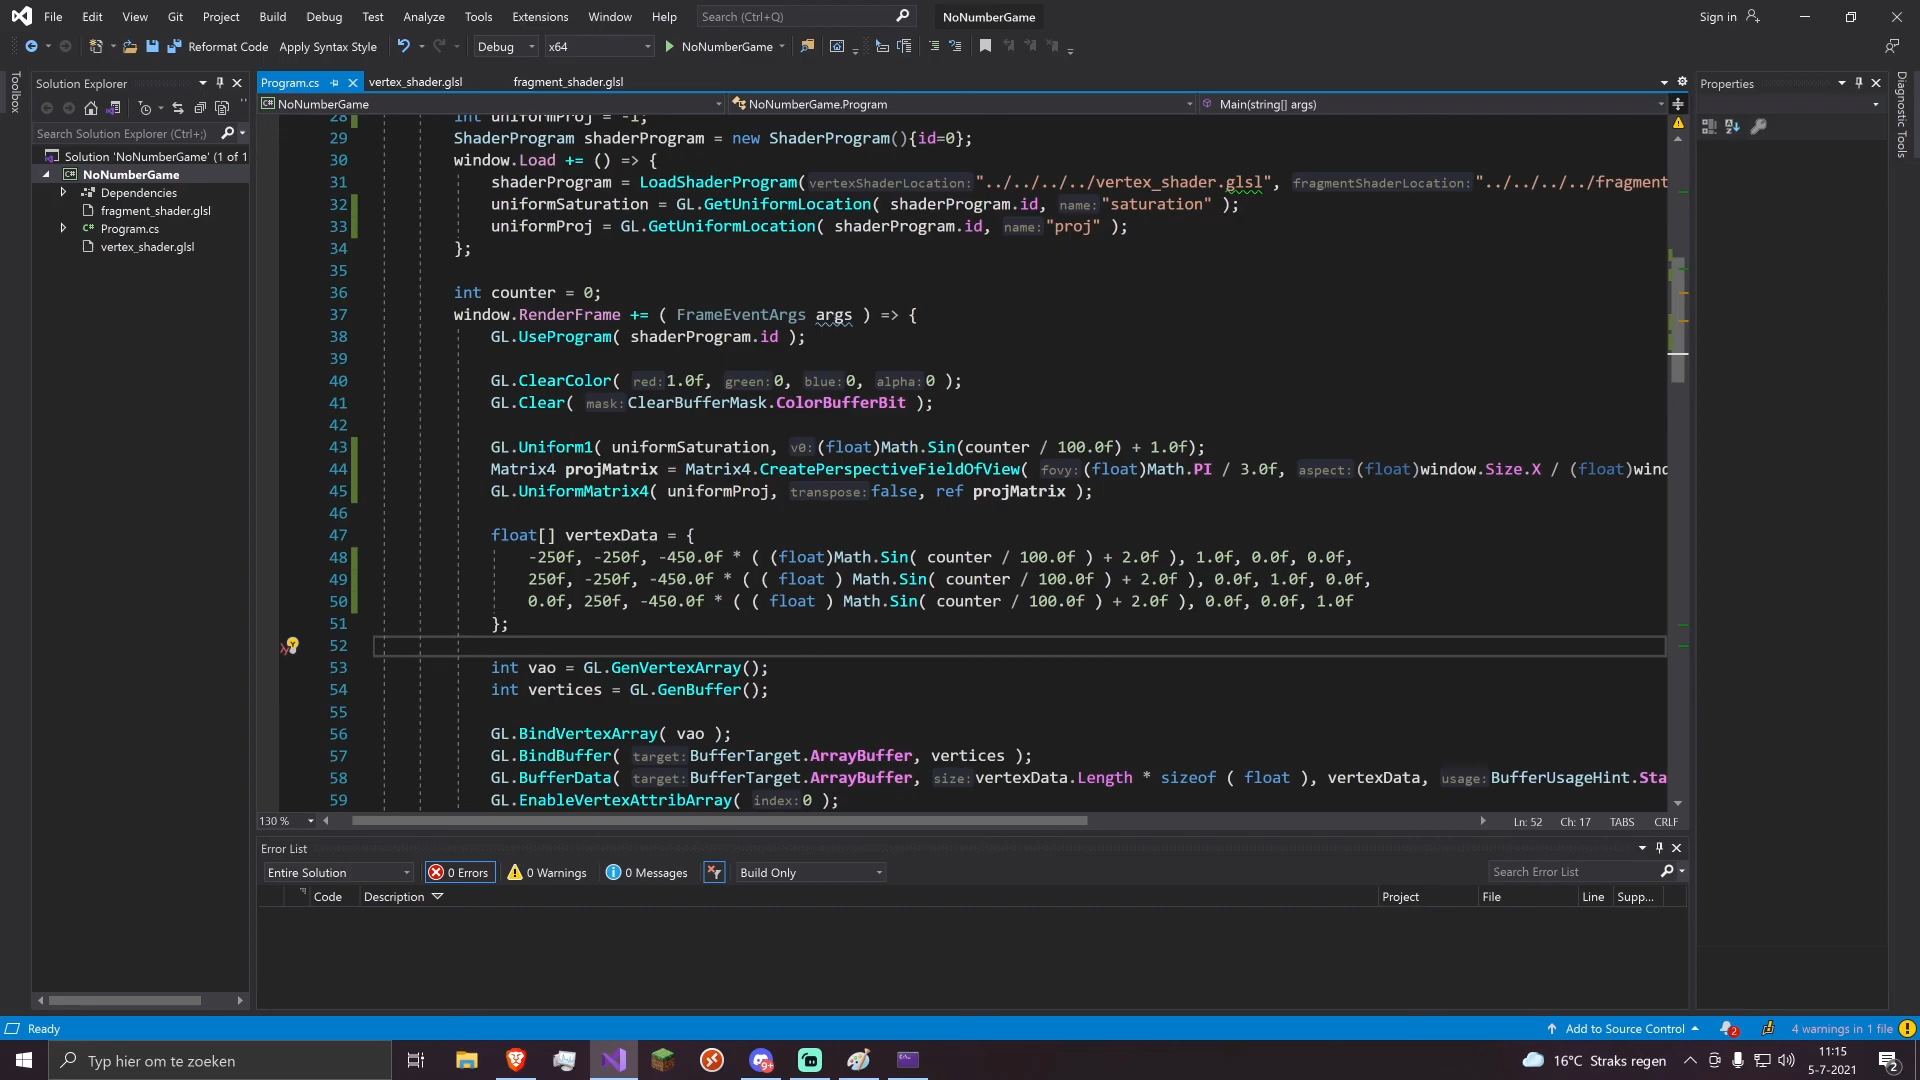 File Edit View Git Project Build Debug Test Analyze Tools Extensions Window Help Search (Ctrl+Q) NoNumberGame Sign in
Reformat Code Apply Syntax Style Debug x64 NoNumberGame
Toolbox
Solution Explorer
Search Solution Explorer (Ctrl+;)
Solution 'NoNumberGame' (1 of 1
NoNumberGame
Dependencies
fragment_shader.glsl
Program.cs
vertex_shader.glsl
Program.cs vertex_shader.glsl fragment_shader.glsl
NoNumberGame NoNumberGame.Program Main(string[] args)
28 int uniformProj = -1;
29 ShaderProgram shaderProgram = new ShaderProgram(){id=0};
30 window.Load += () => {
31 shaderProgram = LoadShaderProgram(vertexShaderLocation:"../../../../vertex_shader.glsl", fragmentShaderLocation:"../../../../fragment
32 uniformSaturation = GL.GetUniformLocation( shaderProgram.id, name:"saturation" );
33 uniformProj = GL.GetUniformLocation( shaderProgram.id, name:"proj" );
34 };
35
36 int counter = 0;
37 window.RenderFrame += ( FrameEventArgs args ) => {
38 GL.UseProgram( shaderProgram.id );
39
40 GL.ClearColor( red:1.0f, green:0, blue:0, alpha:0 );
41 GL.Clear( mask:ClearBufferMask.ColorBufferBit );
42
43 GL.Uniform1( uniformSaturation, v0:(float)Math.Sin(counter / 100.0f) + 1.0f);
44 Matrix4 projMatrix = Matrix4.CreatePerspectiveFieldOfView( fovy:(float)Math.PI / 3.0f, aspect:(float)window.Size.X / (float)wind
45 GL.UniformMatrix4( uniformProj, transpose:false, ref projMatrix );
46
47 float[] vertexData = {
48 -250f, -250f, -450.0f * ( (float)Math.Sin( counter / 100.0f ) + 2.0f ), 1.0f, 0.0f, 0.0f,
49 250f, -250f, -450.0f * ( ( float ) Math.Sin( counter / 100.0f ) + 2.0f ), 0.0f, 1.0f, 0.0f,
50 0.0f, 250f, -450.0f * ( ( float ) Math.Sin( counter / 100.0f ) + 2.0f ), 0.0f, 0.0f, 1.0f
51 };
52
53 int vao = GL.GenVertexArray();
54 int vertices = GL.GenBuffer();
55
56 GL.BindVertexArray( vao );
57 GL.BindBuffer( target:BufferTarget.ArrayBuffer, vertices );
58 GL.BufferData( target:BufferTarget.ArrayBuffer, size:vertexData.Length * sizeof ( float ), vertexData, usage:BufferUsageHint.Sta
59 GL.EnableVertexAttribArray( index:0 );
130 % Ln: 52 Ch: 17 TABS CRLF
Error List
Entire Solution 0 Errors 0 Warnings 0 Messages Build Only Search Error List
Code Description Project File Line Supp...
Properties
Diagnostic Tools
Ready Add to Source Control 2 4 warnings in 1 file
Typ hier om te zoeken 9+ 16°C Straks regen 11:15
5-7-2021 2